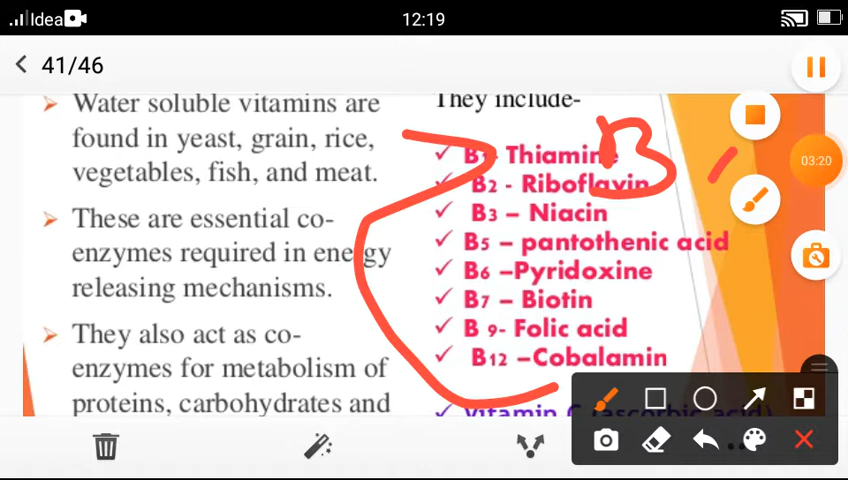 Idea
12:19
41/46
03:20
Water soluble vitamins are
found in yeast, grain, rice,
vegetables, fish, and meat.
These are essential co-
enzymes required in energy
releasing mechanisms.
They also act as co-
enzymes for metabolism of
proteins, carbohydrates and
They include-
B1- Thiamine
B2 - Riboflavin
B3 – Niacin
B5 – pantothenic acid
B6 –Pyridoxine
B7 – Biotin
B 9- Folic acid
B12 –Cobalamin
Vitamin C (ascorbic acid)
B